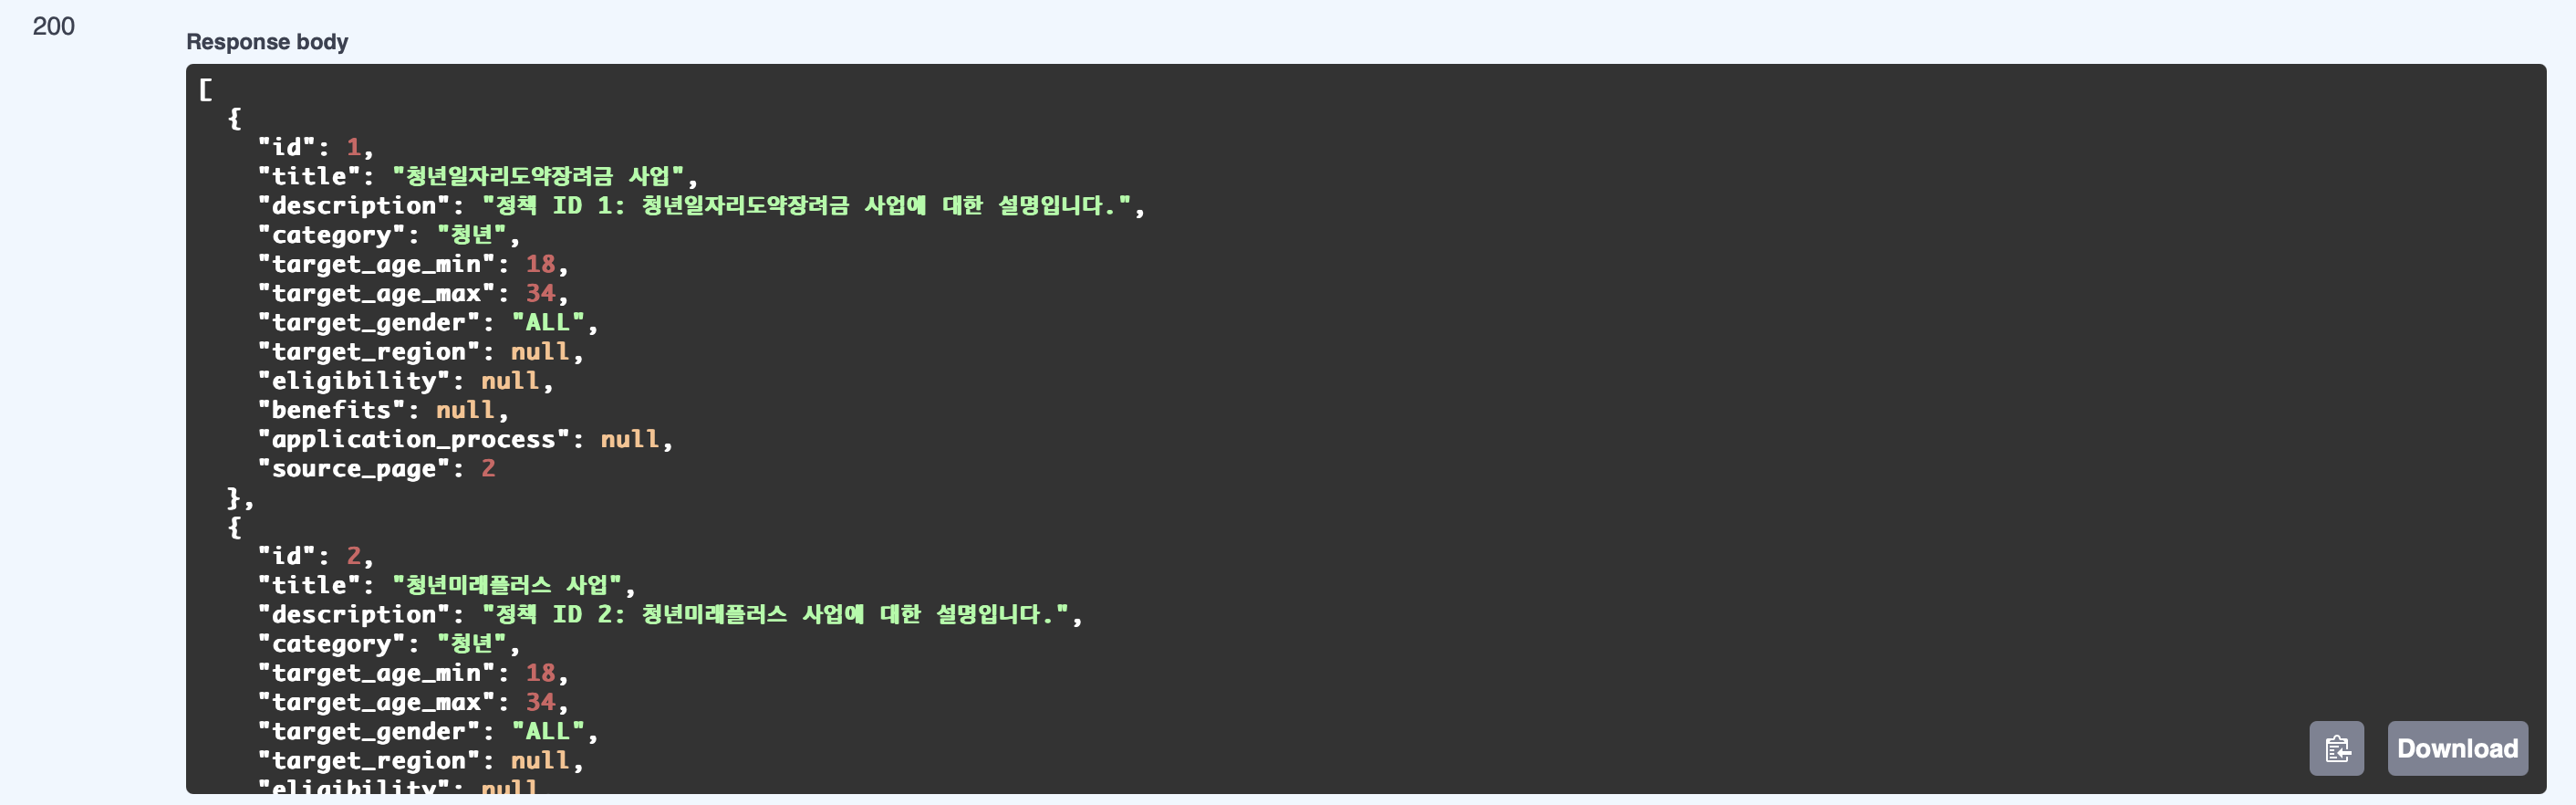 200
Response body
[
{
"id": 1,
"title": "청년일자리도약장려금 사업",
"description": "정책 ID 1: 청년일자리도약장려금 사업에 대한 설명입니다.",
"category": "청년",
"target_age_min": 18,
"target_age_max": 34,
"target_gender": "ALL",
"target_region": null,
"eligibility": null,
"benefits": null,
"application_process": null,
"source_page": 2
},
{
"id": 2,
"title": "청년미래플러스 사업",
"description": "정책 ID 2: 청년미래플러스 사업에 대한 설명입니다.",
"category": "청년",
"target_age_min": 18,
"target_age_max": 34,
"target_gender": "ALL",
"target_region": null,
"eligibility": null
Download